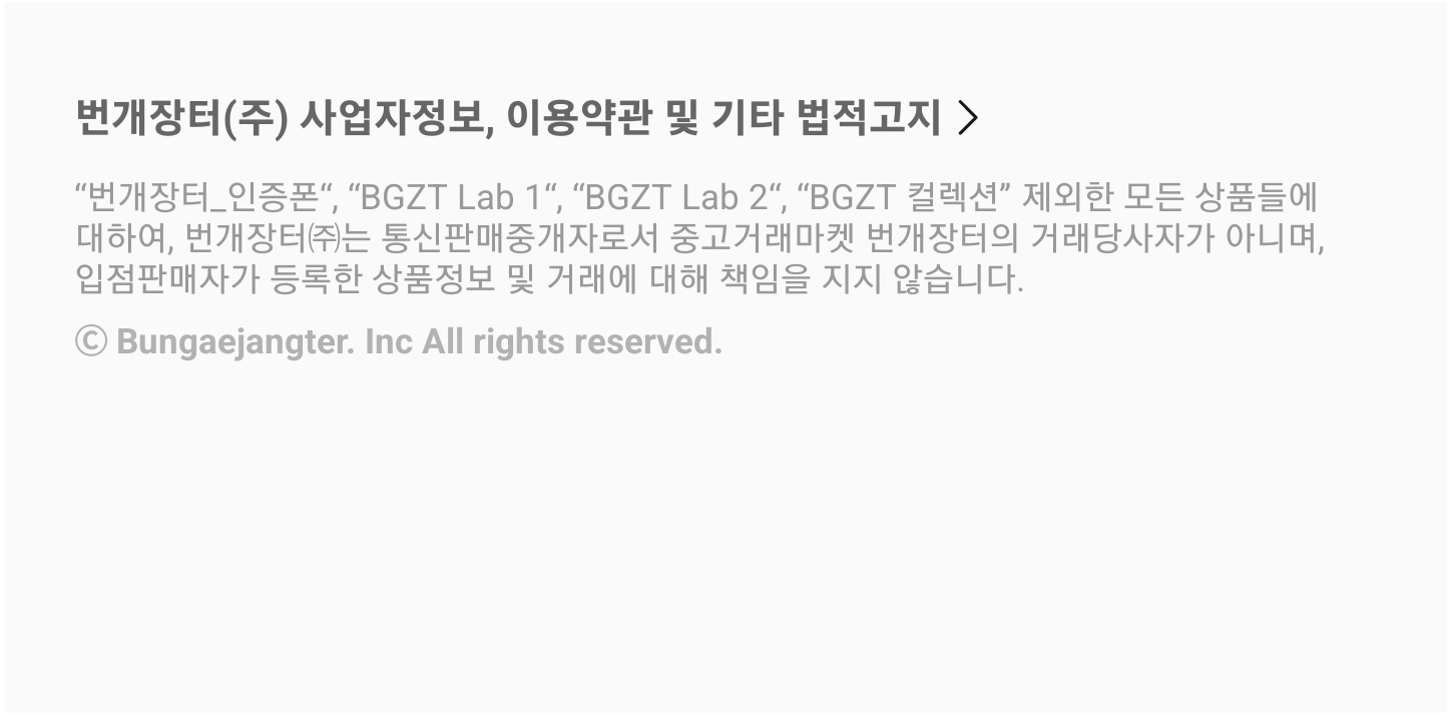 번개장터(주) 사업자정보, 이용약관 및 기타 법적고지 >
“번개장터_인증폰“, “BGZT Lab 1“, “BGZT Lab 2“, “BGZT 컬렉션” 제외한 모든 상품들에
대하여, 번개장터㈜는 통신판매중개자로서 중고거래마켓 번개장터의 거래당사자가 아니며,
입점판매자가 등록한 상품정보 및 거래에 대해 책임을 지지 않습니다.
© Bungaejangter. Inc All rights reserved.